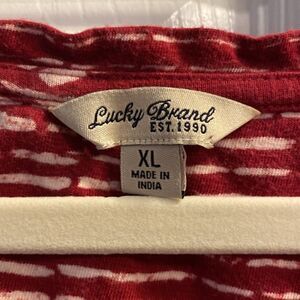 Lucky Brand
EST. 1990
XL
MADE IN
INDIA